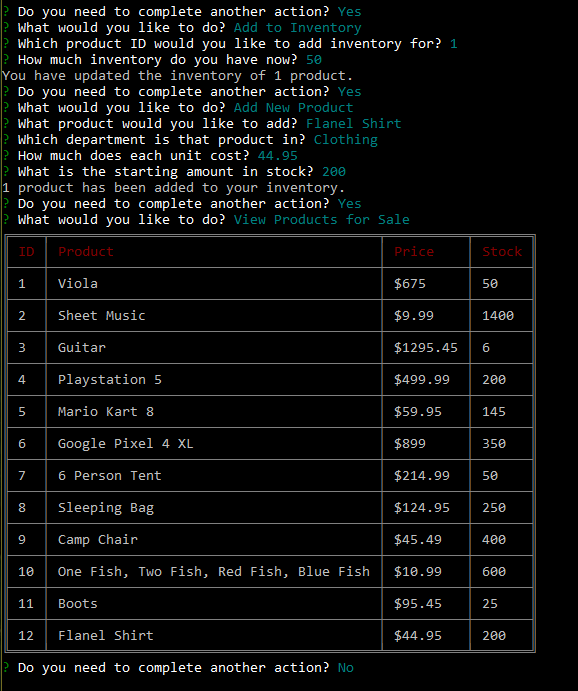 ? Do you need to complete another action? Yes
? What would you like to do? Add to Inventory
? Which product ID would you like to add inventory for? 1
? How much inventory do you have now? 50
You have updated the inventory of 1 product.
? Do you need to complete another action? Yes
? What would you like to do? Add New Product
? What product would you like to add? Flanel Shirt
? Which department is that product in? Clothing
? How much does each unit cost? 44.95
? What is the starting amount in stock? 200
1 product has been added to your inventory.
? Do you need to complete another action? Yes
? What would you like to do? View Products for Sale
ID Product Price Stock
1 Viola $675 50
2 Sheet Music $9.99 1400
3 Guitar $1295.45 6
4 Playstation 5 $499.99 200
5 Mario Kart 8 $59.95 145
6 Google Pixel 4 XL $899 350
7 6 Person Tent $214.99 50
8 Sleeping Bag $124.95 250
9 Camp Chair $45.49 400
10 One Fish, Two Fish, Red Fish, Blue Fish $10.99 600
11 Boots $95.45 25
12 Flanel Shirt $44.95 200
? Do you need to complete another action? No